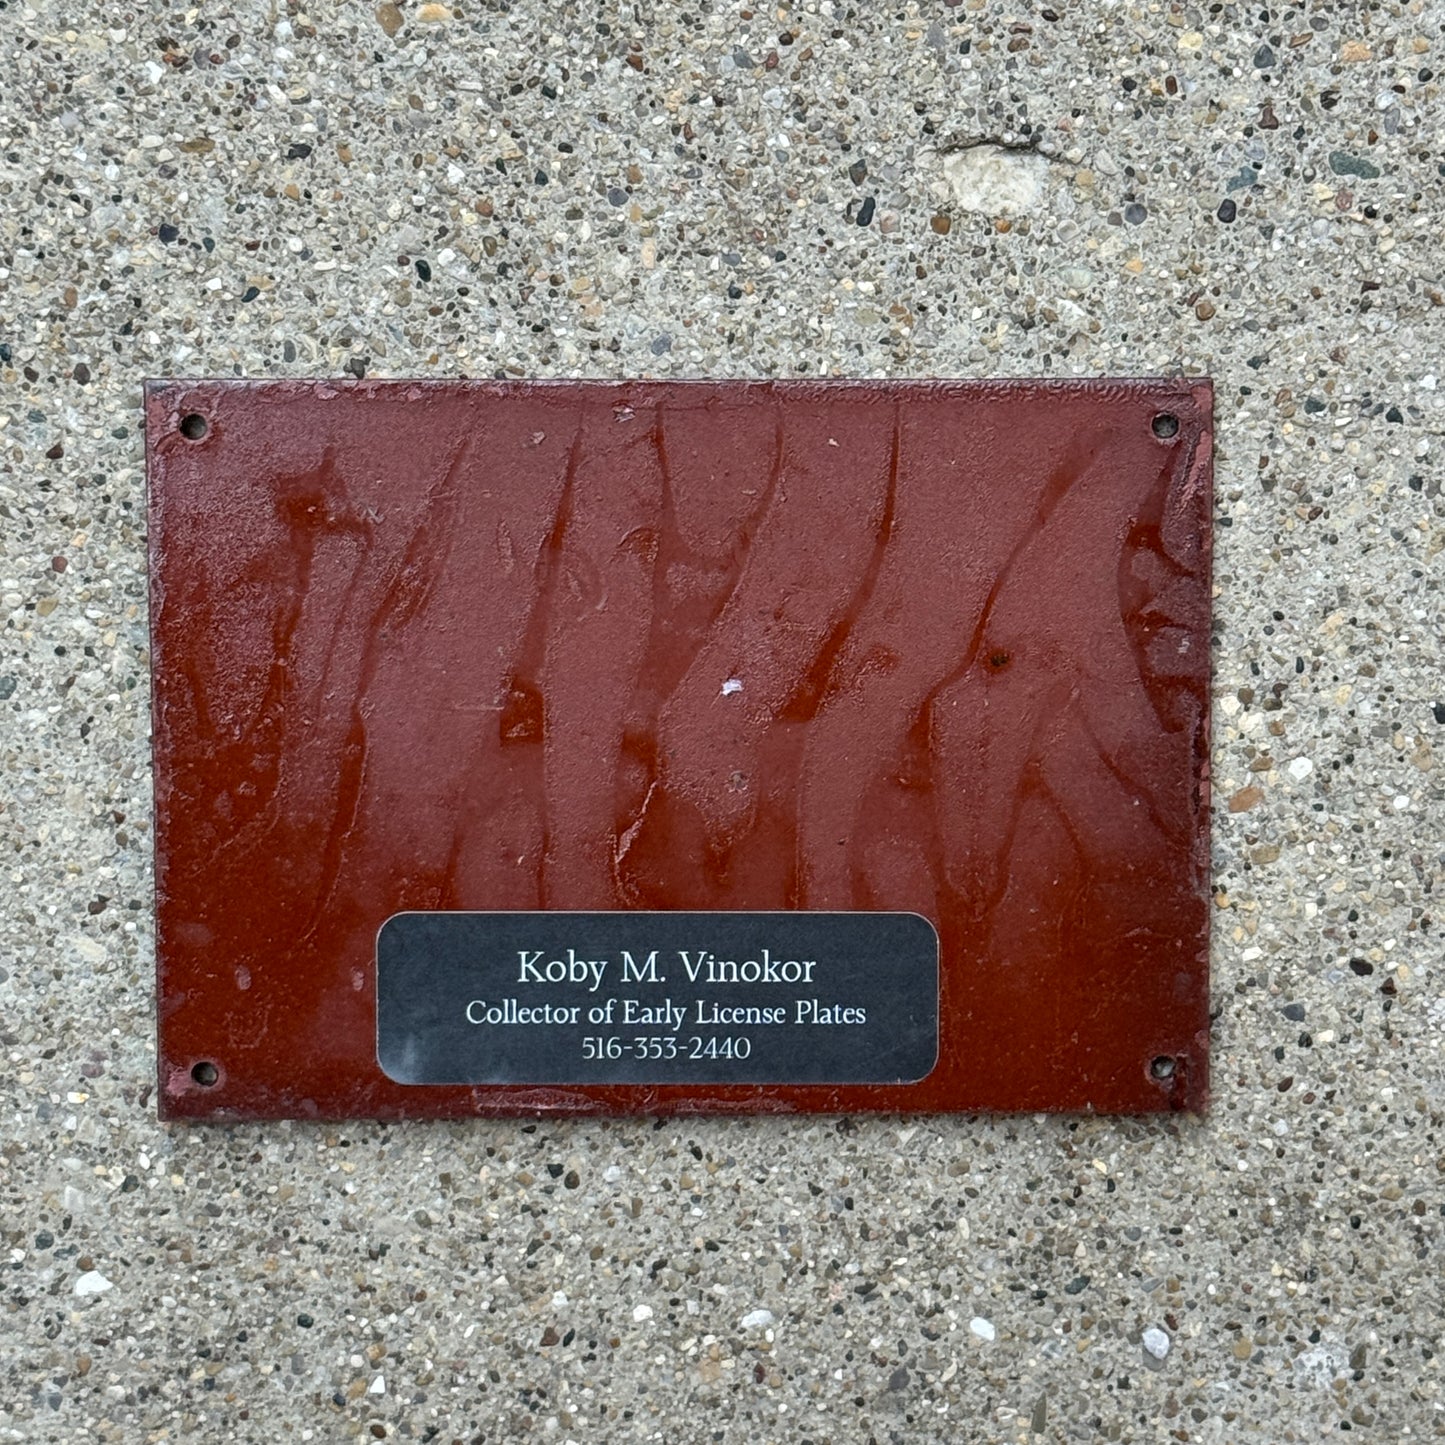 Koby M. Vinokor
Collector of Early License Plates
516-353-2440